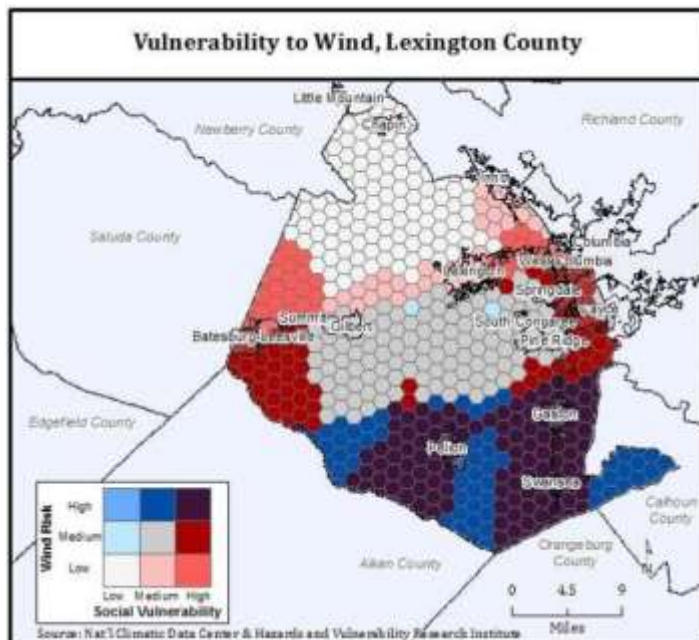 Vulnerability to Wind, Lexington County
Little Mountain
Chapin
Newberry County
Richland County
Irmo
Saluda County
Columbia
West Columbia
Lexington
Springdale
Summit
Gilbert
South Congaree
Batesburg-Leesville
Pine Ridge
Edgefield County
Gaston
Pelion
Swansea
Calhoun
County
Orangeburg
County
Aiken County
N
Wind Risk
High
Medium
Low
Low Medium High
Social Vulnerability
0 4.5 9
Miles
Source: Nat'l Climatic Data Center & Hazards and Vulnerability Research Institute